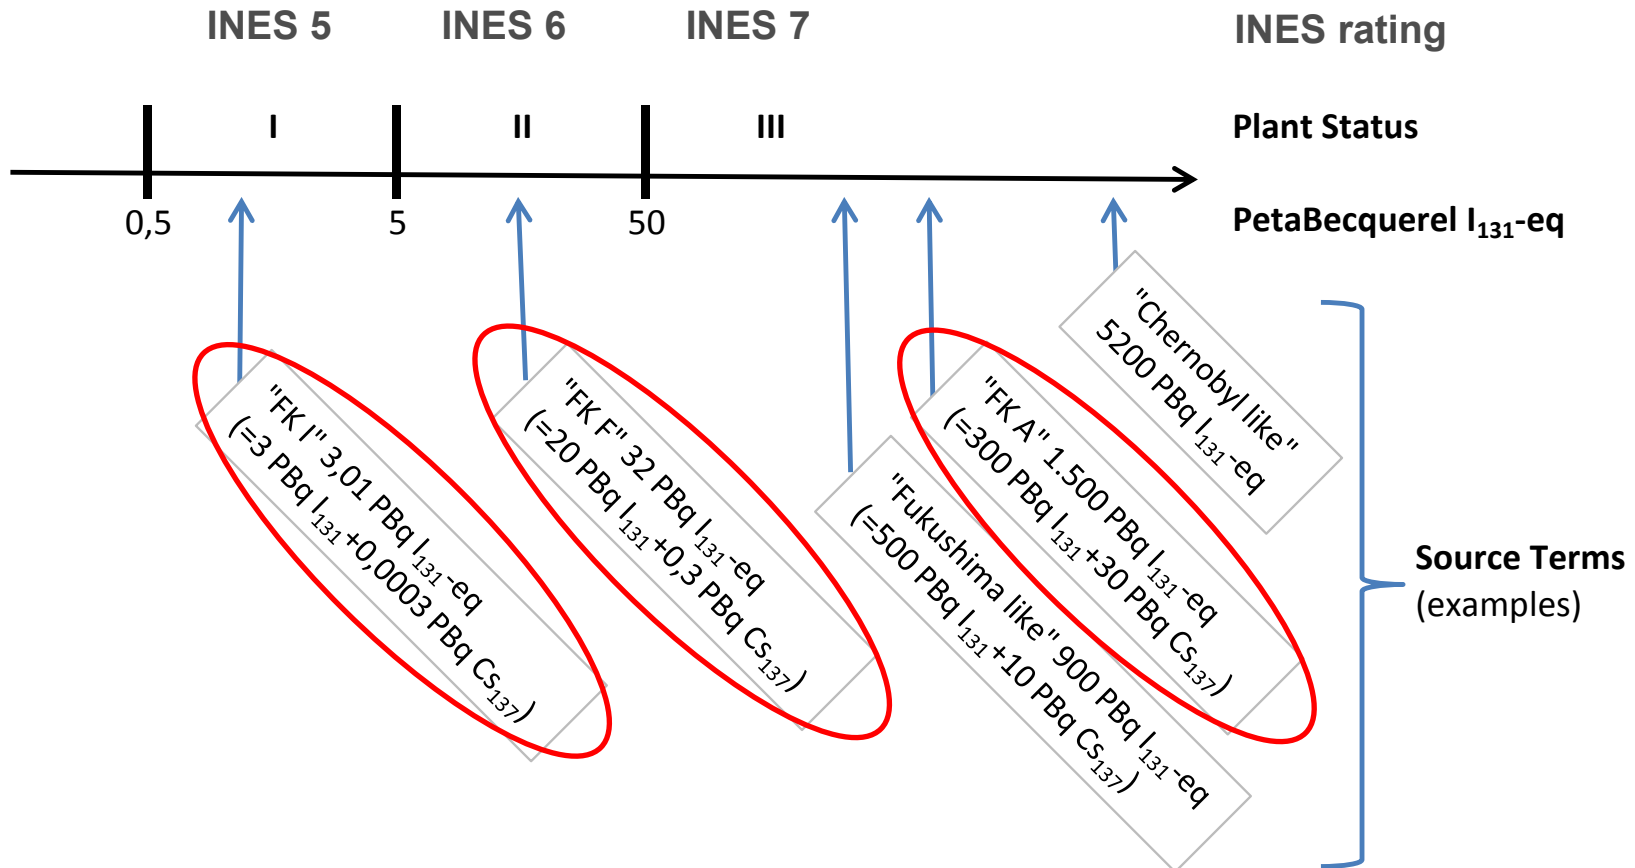 INES 5 INES 6 INES 7 INES rating
I II III Plant Status
0,5 5 50 PetaBecquerel I₁₃₁-eq
"FK I" 3,01 PBq I₁₃₁-eq
(=3 PBq I₁₃₁+0,0003 PBq Cs₁₃₇)
"FK F" 32 PBq I₁₃₁-eq
(=20 PBq I₁₃₁+0,3 PBq Cs₁₃₇)
"Fukushima like" 900 PBq I₁₃₁-eq
(=500 PBq I₁₃₁+10 PBq Cs₁₃₇)
"FK A" 1.500 PBq I₁₃₁-eq
(=300 PBq I₁₃₁+30 PBq Cs₁₃₇)
"Chernobyl like"
5200 PBq I₁₃₁-eq
Source Terms
(examples)